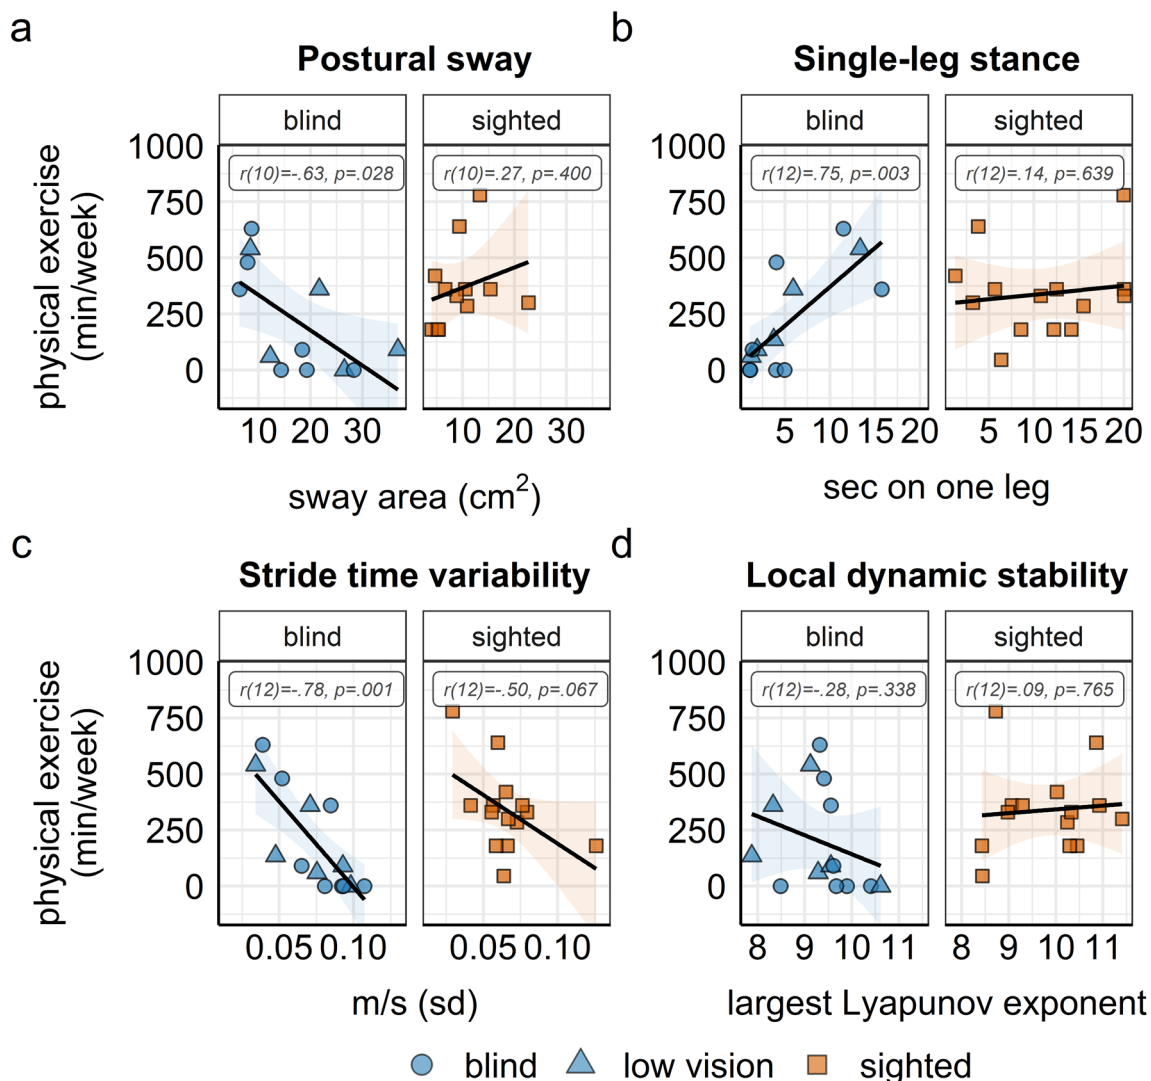 a
Postural sway
blind
sighted
physical exercise
(min/week)
1000
750
500
250
0
r(10)=-.63, p=.028
r(10)=.27, p=.400
10 20 30
10 20 30
sway area (cm²)
b
Single-leg stance
blind
sighted
r(12)=.75, p=.003
r(12)=.14, p=.639
5 10 15 20
5 10 15 20
sec on one leg
c
Stride time variability
blind
sighted
physical exercise
(min/week)
1000
750
500
250
0
r(12)=-.78, p=.001
r(12)=-.50, p=.067
0.05 0.10
0.05 0.10
m/s (sd)
d
Local dynamic stability
blind
sighted
1000
750
500
250
0
r(12)=-.28, p=.338
r(12)=.09, p=.765
8 9 10 11
8 9 10 11
largest Lyapunov exponent
blind low vision sighted